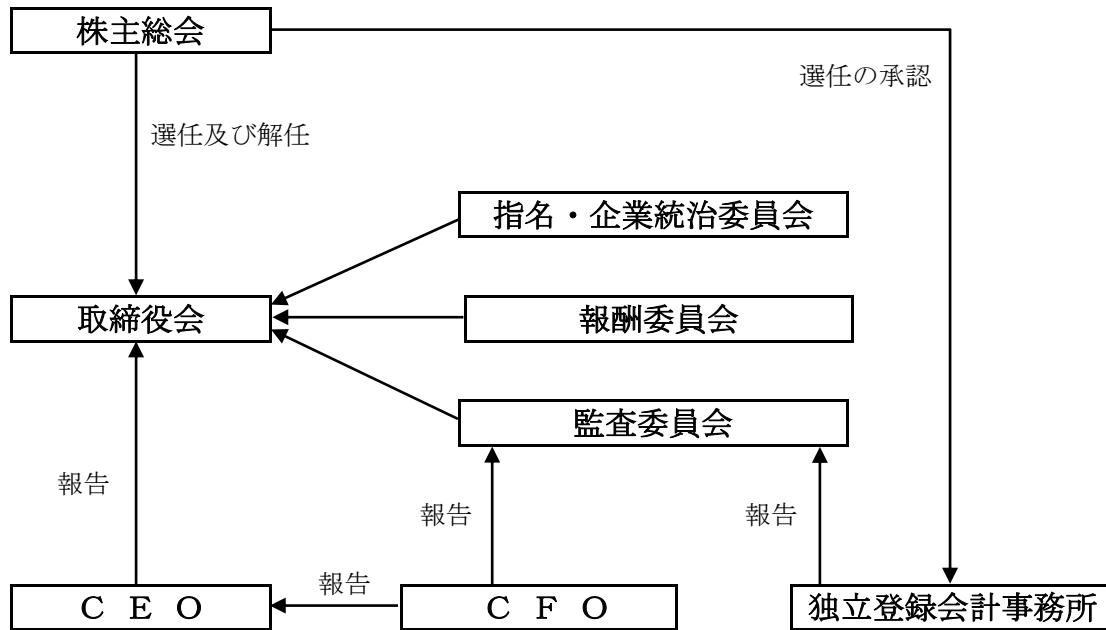 株主総会
選任の承認
選任及び解任
指名・企業統治委員会
取締役会
報酬委員会
監査委員会
報告
報告
報告
報告
ＣＥＯ
ＣＦＯ
独立登録会計事務所